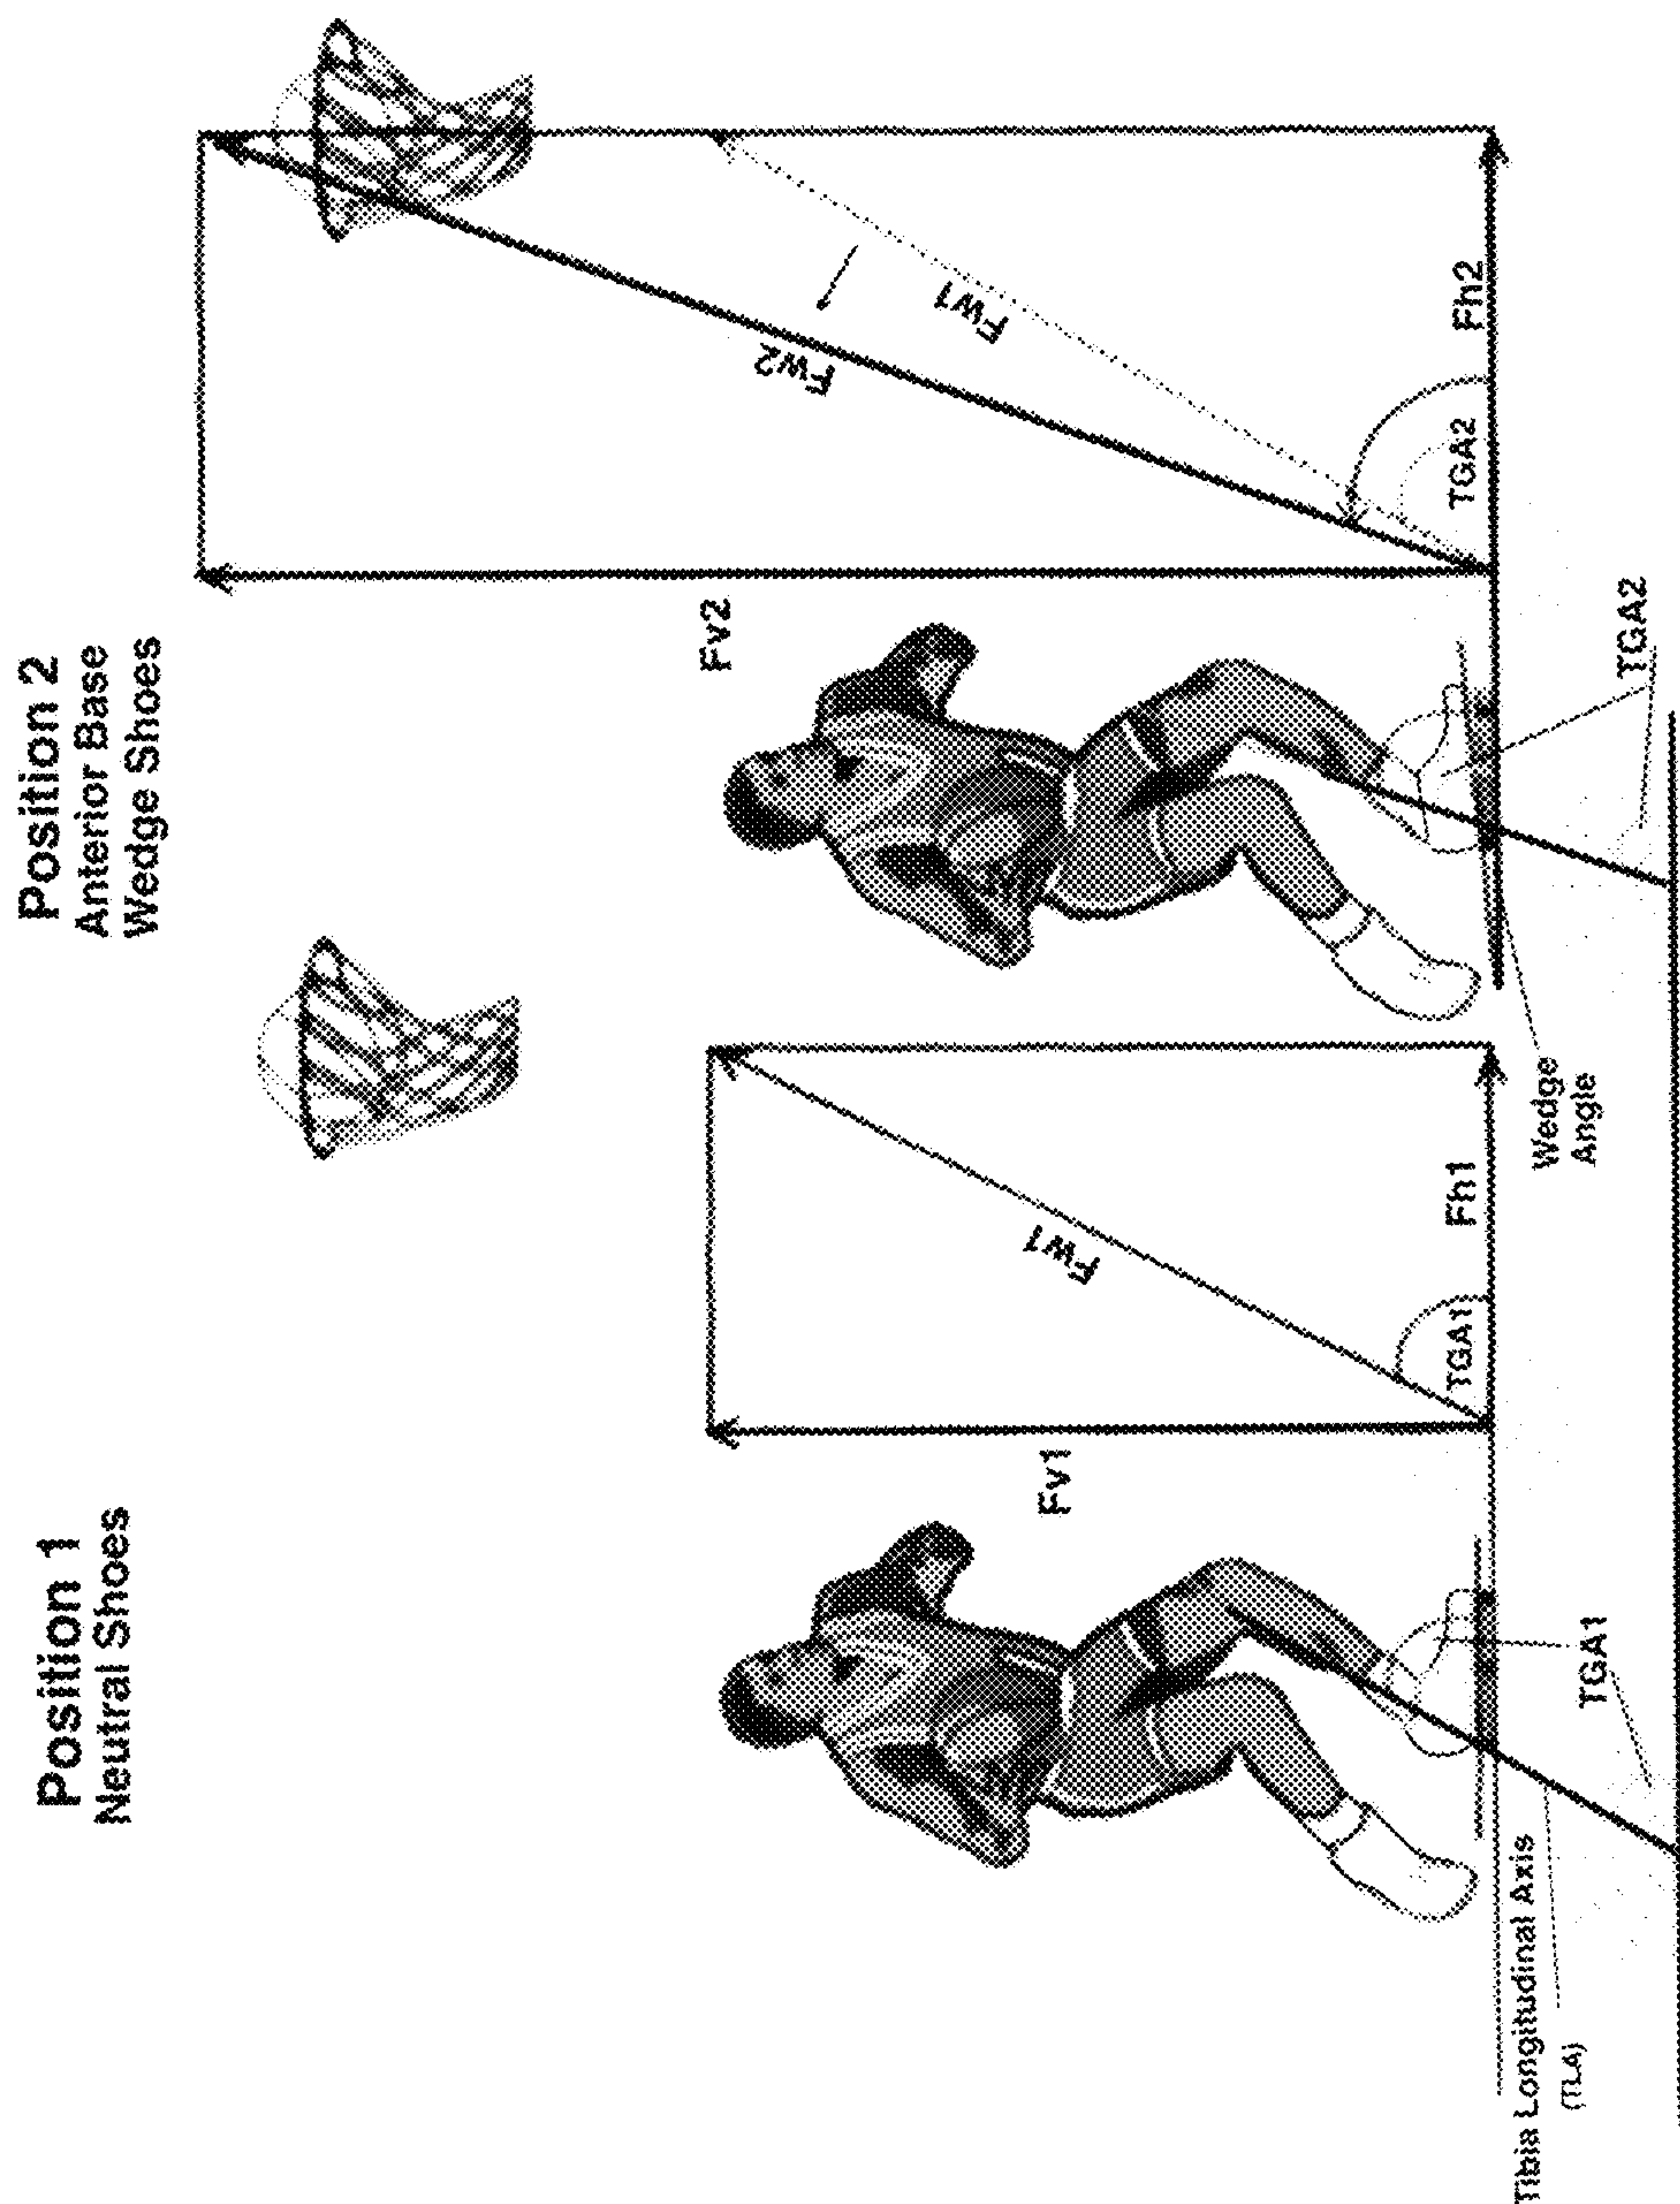 Position 1
Neutral Shoes
Position 2
Anterior Base
Wedge Shoes
Fv1
Fw1
TGA1
Fh1
Fv2
Fw2
Fw1
TGA2
Fh2
Tibia Longitudinal Axis
(TLA)
TGA1
Wedge
Angle
TGA2